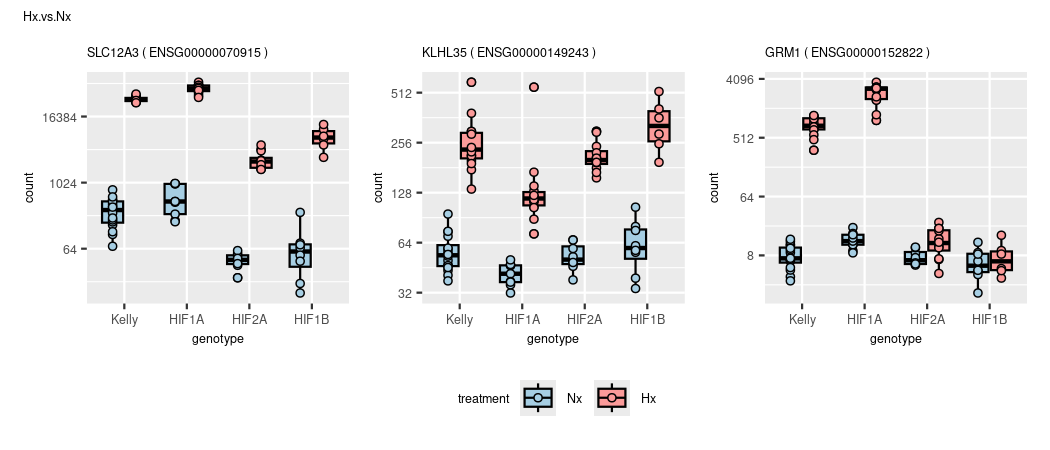 Hx.vs.Nx
SLC12A3 ( ENSG00000070915 )
KLHL35 ( ENSG00000149243 )
GRM1 ( ENSG00000152822 )
count
16384
1024
64
Kelly HIF1A HIF2A HIF1B
genotype
count
512
256
128
64
32
Kelly HIF1A HIF2A HIF1B
genotype
count
4096
512
64
8
Kelly HIF1A HIF2A HIF1B
genotype
treatment Nx Hx